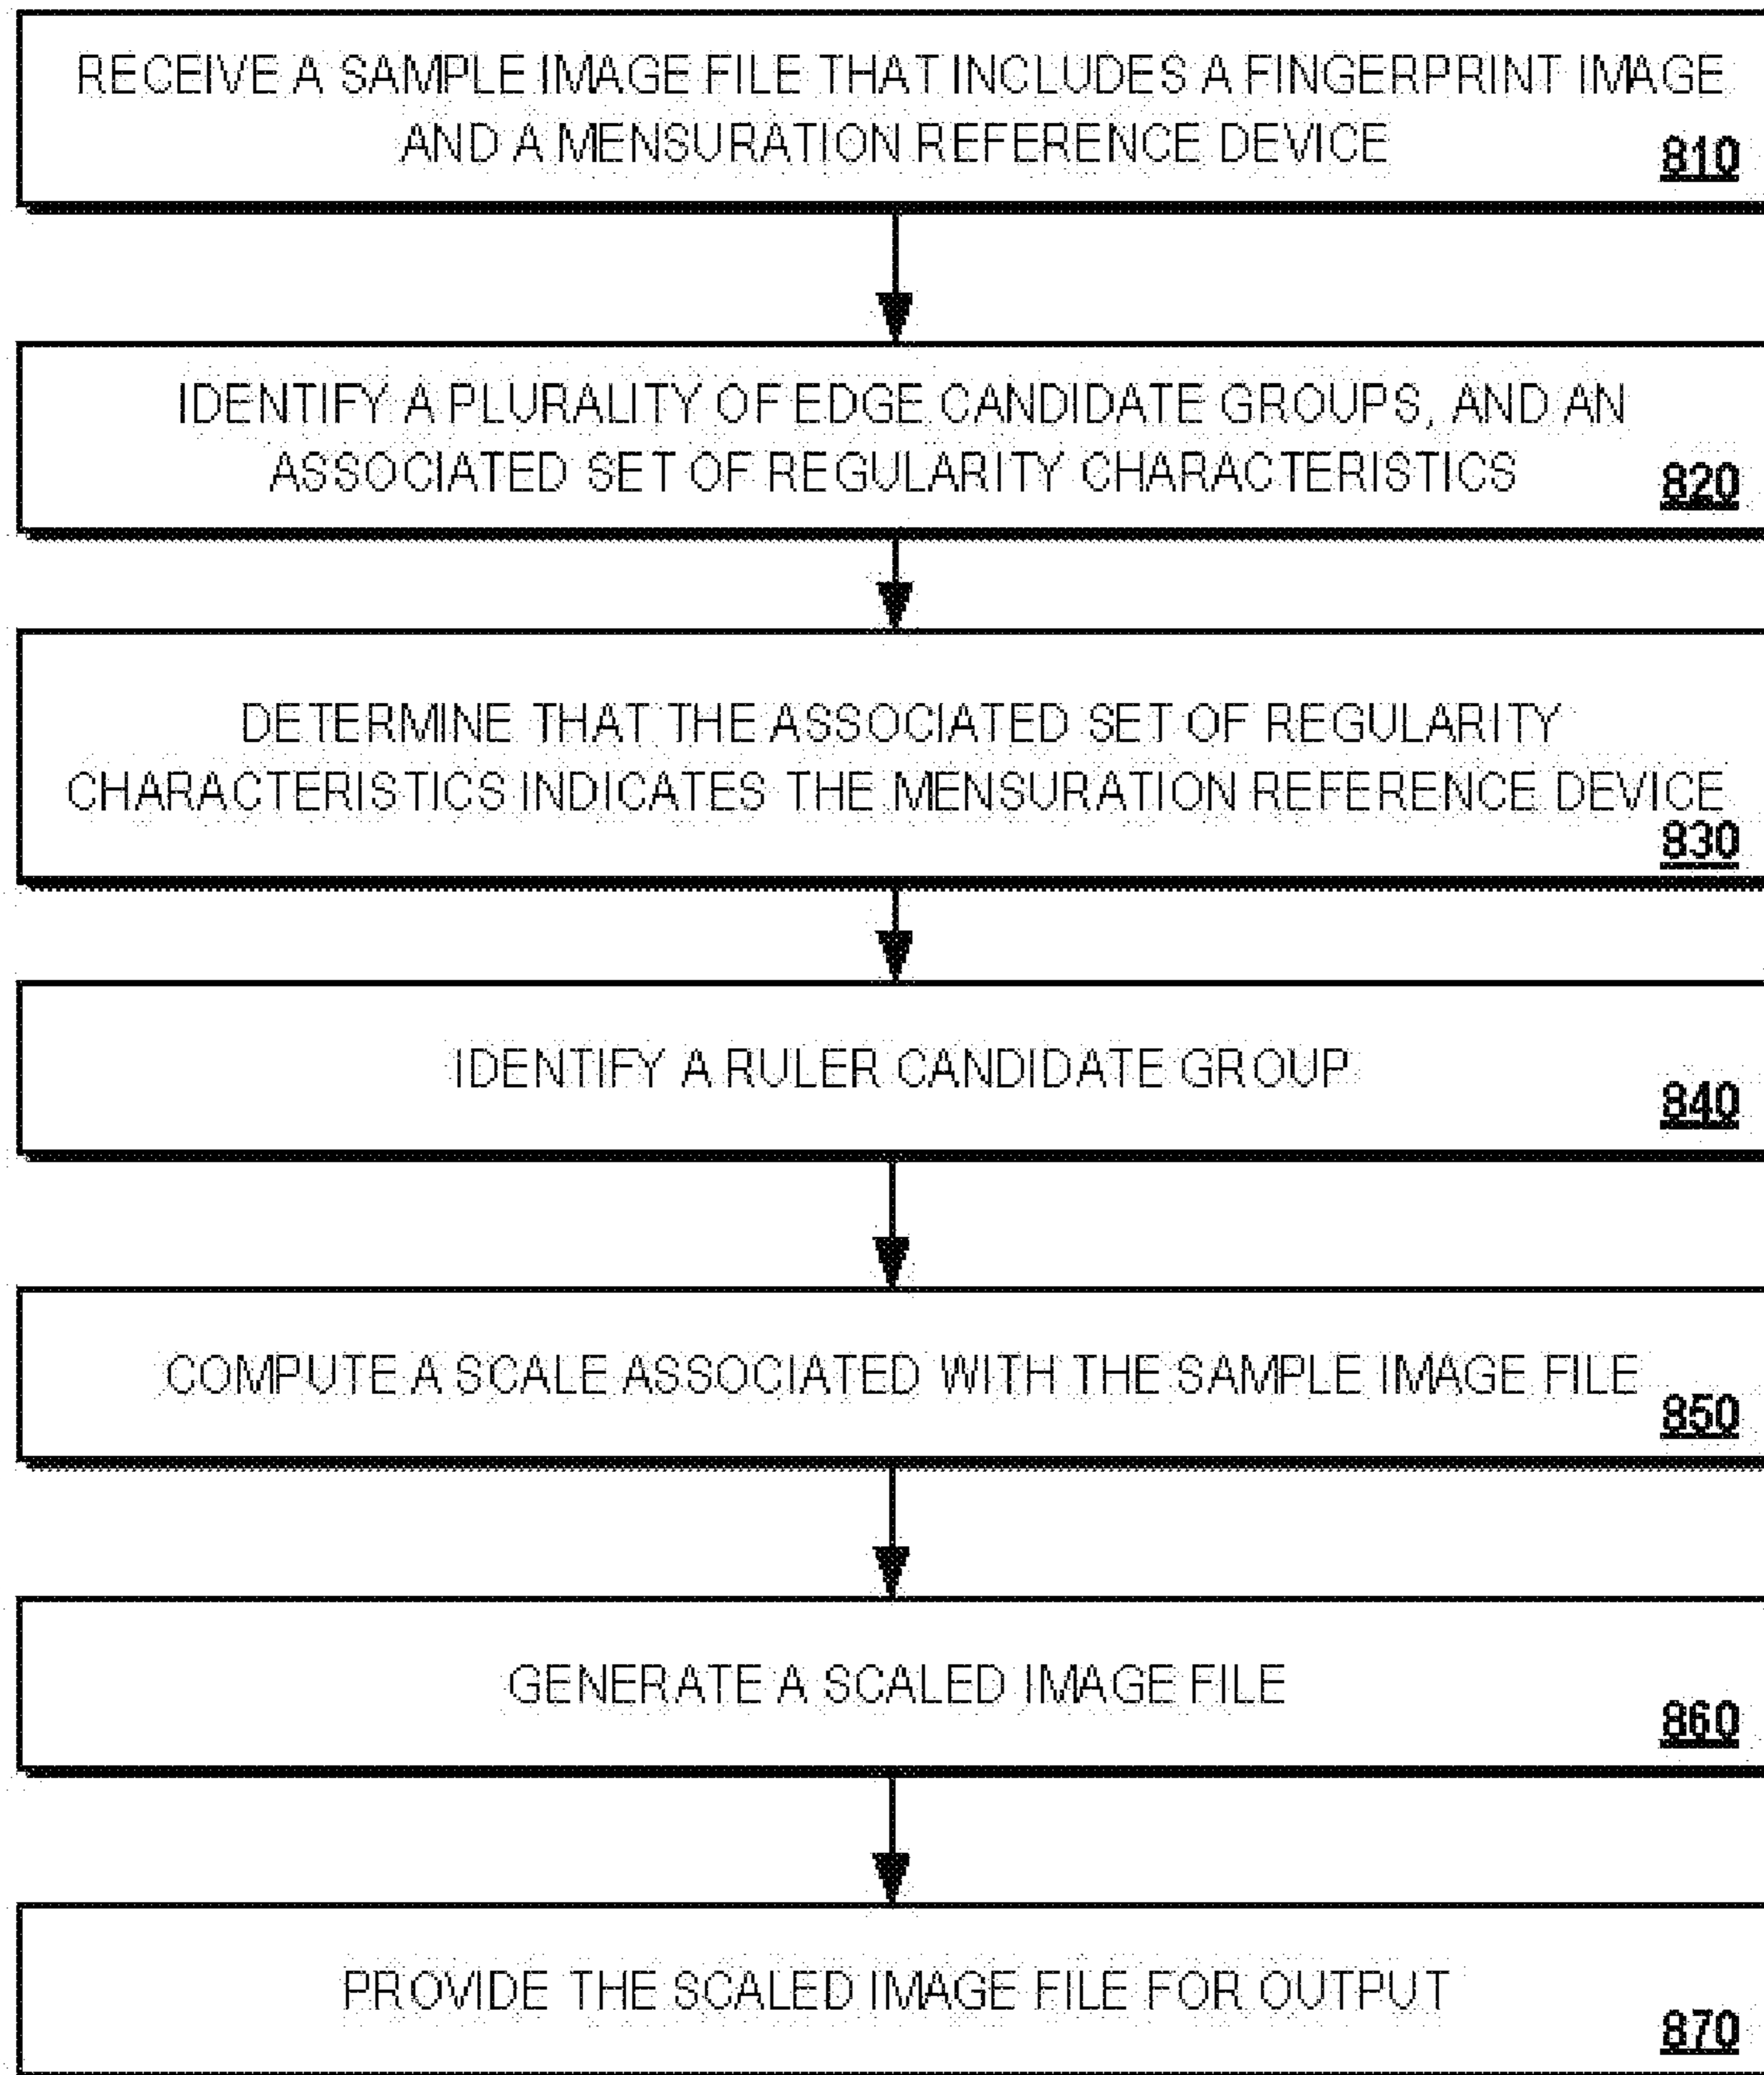 RECEIVE A SAMPLE IMAGE FILE THAT INCLUDES A FINGERPRINT IMAGE
AND A MENSURATION REFERENCE DEVICE
810
IDENTIFY A PLURALITY OF EDGE CANDIDATE GROUPS, AND AN
ASSOCIATED SET OF REGULARITY CHARACTERISTICS
820
DETERMINE THAT THE ASSOCIATED SET OF REGULARITY
CHARACTERISTICS INDICATES THE MENSURATION REFERENCE DEVICE
830
IDENTIFY A RULER CANDIDATE GROUP
840
COMPUTE A SCALE ASSOCIATED WITH THE SAMPLE IMAGE FILE
850
GENERATE A SCALED IMAGE FILE
860
PROVIDE THE SCALED IMAGE FILE FOR OUTPUT
870